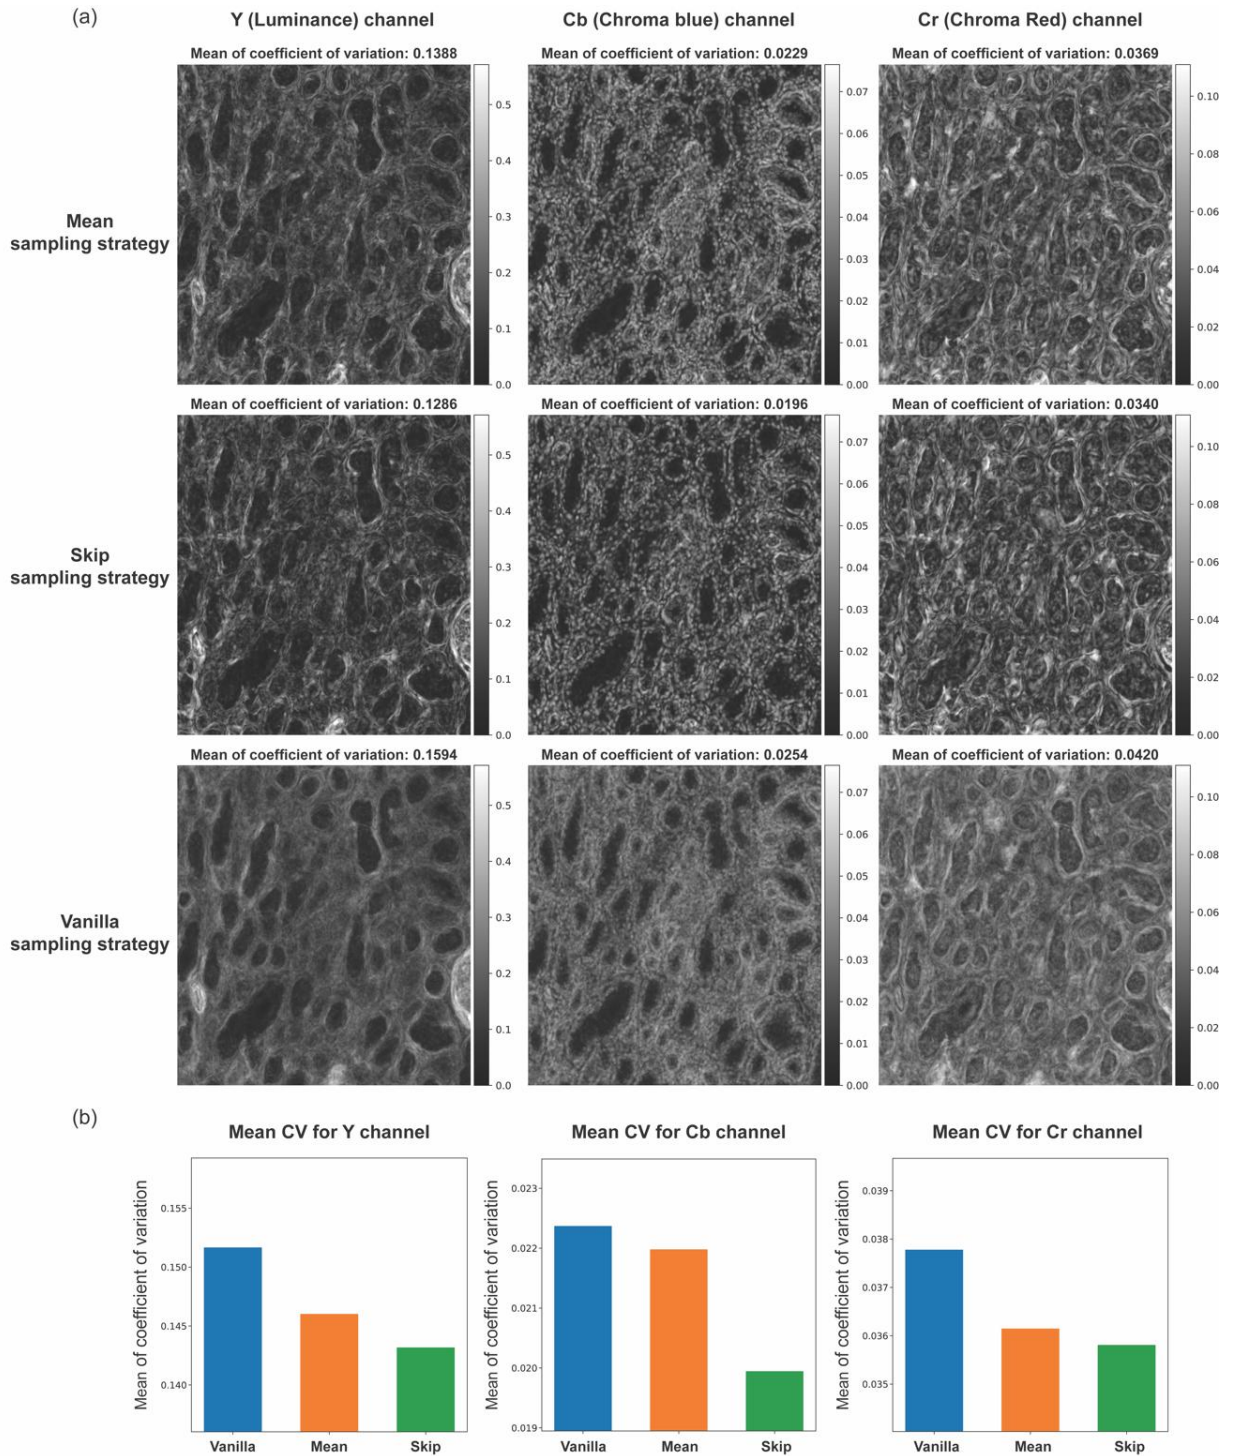 (a)
Y (Luminance) channel
Cb (Chroma blue) channel
Cr (Chroma Red) channel
Mean of coefficient of variation: 0.1388
Mean of coefficient of variation: 0.0229
Mean of coefficient of variation: 0.0369
Mean
sampling strategy
0.5
0.4
0.3
0.2
0.1
0.0
0.07
0.06
0.05
0.04
0.03
0.02
0.01
0.00
0.10
0.08
0.06
0.04
0.02
0.00
Mean of coefficient of variation: 0.1286
Mean of coefficient of variation: 0.0196
Mean of coefficient of variation: 0.0340
Skip
sampling strategy
0.5
0.4
0.3
0.2
0.1
0.0
0.07
0.06
0.05
0.04
0.03
0.02
0.01
0.00
0.10
0.08
0.06
0.04
0.02
0.00
Mean of coefficient of variation: 0.1594
Mean of coefficient of variation: 0.0254
Mean of coefficient of variation: 0.0420
Vanilla
sampling strategy
0.5
0.4
0.3
0.2
0.1
0.0
0.07
0.06
0.05
0.04
0.03
0.02
0.01
0.00
0.10
0.08
0.06
0.04
0.02
0.00
(b)
Mean CV for Y channel
Mean of coefficient of variation
0.155
0.150
0.145
0.140
Vanilla Mean Skip
Mean CV for Cb channel
Mean of coefficient of variation
0.023
0.022
0.021
0.020
0.019
Vanilla Mean Skip
Mean CV for Cr channel
Mean of coefficient of variation
0.039
0.038
0.037
0.036
0.035
Vanilla Mean Skip